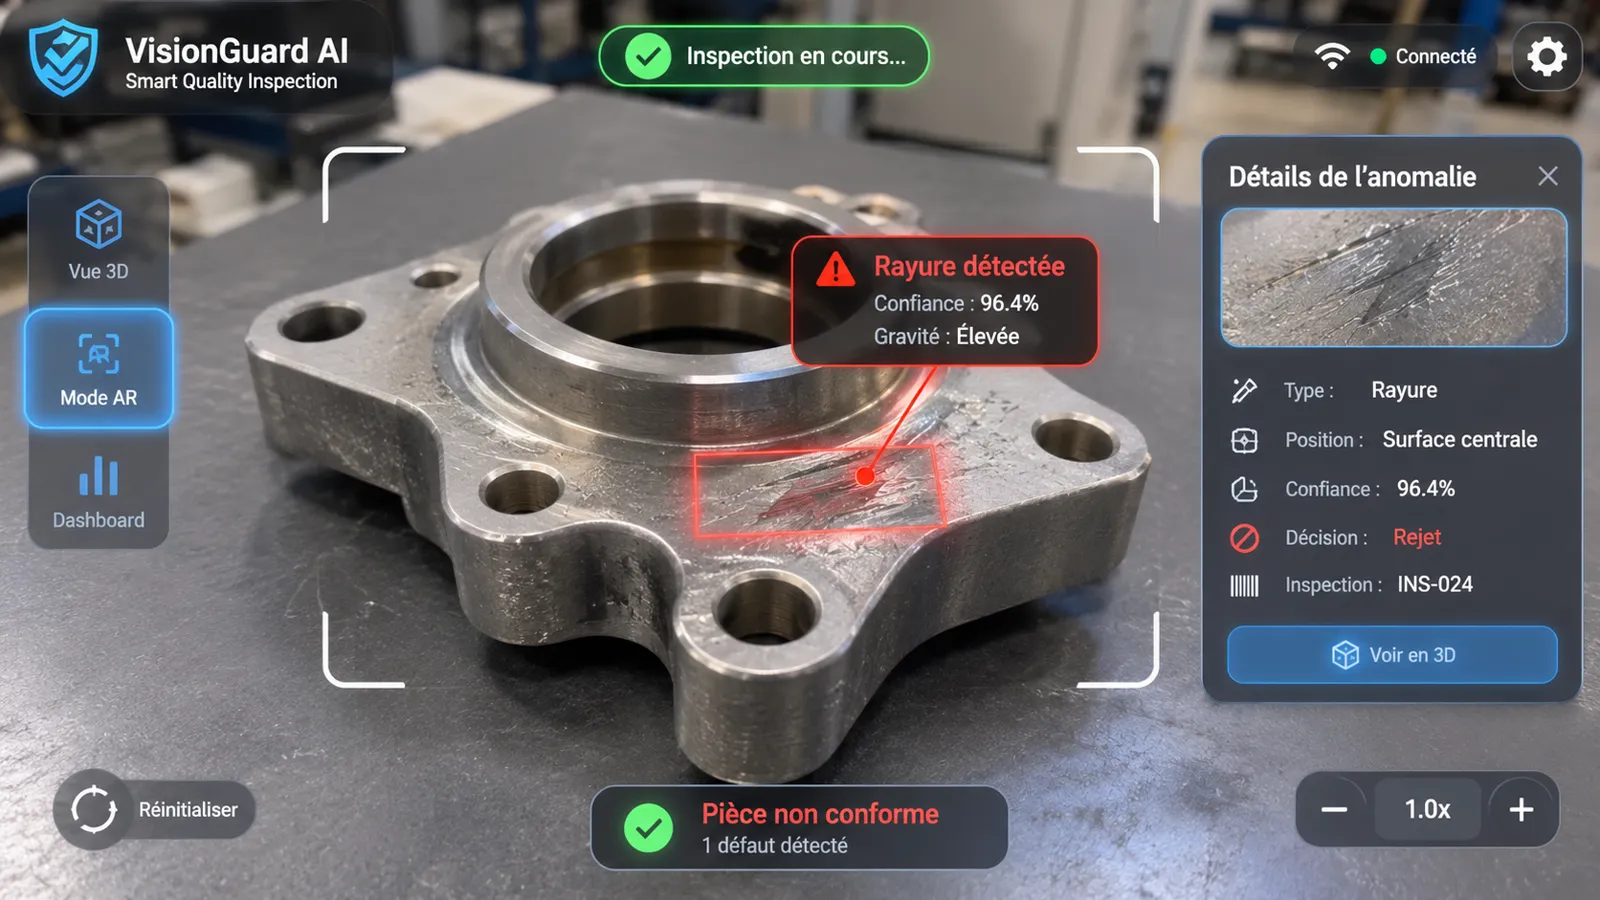 VisionGuard AI
Smart Quality Inspection
Inspection en cours...
Connecté
Vue 3D
AR
Mode AR
Dashboard
Rayure détectée
Confiance : 96.4%
Gravité : Élevée
Détails de l'anomalie
Type : Rayure
Position : Surface centrale
Confiance : 96.4%
Décision : Rejet
Inspection : INS-024
Voir en 3D
Réinitialiser
Pièce non conforme
1 défaut détecté
1.0x